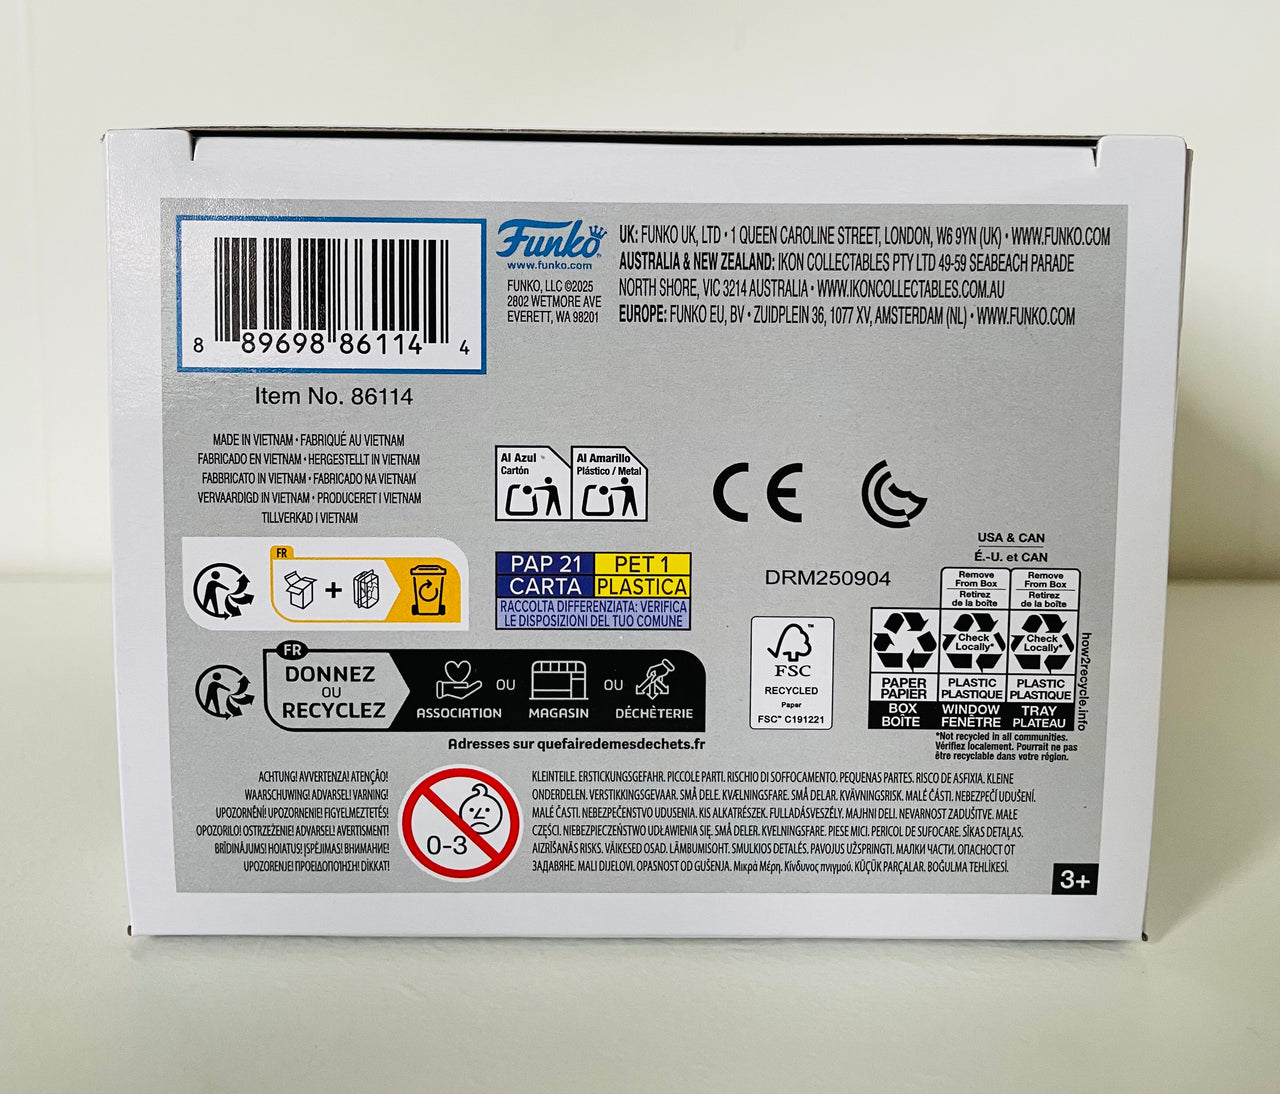 8 89698 86114 4
Item No. 86114
Funko
www.funko.com
FUNKO, LLC ©2025
2802 WETMORE AVE
EVERETT, WA 98201
UK: FUNKO UK, LTD • 1 QUEEN CAROLINE STREET, LONDON, W6 9YN (UK) • WWW.FUNKO.COM
AUSTRALIA & NEW ZEALAND: IKON COLLECTABLES PTY LTD 49-59 SEABEACH PARADE
NORTH SHORE, VIC 3214 AUSTRALIA • WWW.IKONCOLLECTABLES.COM.AU
EUROPE: FUNKO EU, BV • ZUIDPLEIN 36, 1077 XV, AMSTERDAM (NL) • WWW.FUNKO.COM
MADE IN VIETNAM • FABRIQUÉ AU VIETNAM
FABRICADO EN VIETNAM • HERGESTELLT IN VIETNAM
FABBRICATO IN VIETNAM • FABRICADO NA VIETNAM
VERVAARDIGD IN VIETNAM • PRODUCERET I VIETNAM
TILLVERKAD I VIETNAM
Al Azul
Cartón
Al Amarillo
Plástico / Metal
CE
FR
PAP 21
CARTA
PET 1
PLASTICA
RACCOLTA DIFFERENZIATA: VERIFICA
LE DISPOSIZIONI DEL TUO COMUNE
DRM250904
FSC
RECYCLED
Paper
FSC™ C191221
USA & CAN
É.-U. et CAN
Remove
From Box
Retirez
de la boîte
Remove
From Box
Retirez
de la boîte
Check
Locally*
Check
Locally*
PAPER
PAPIER
PLASTIC
PLASTIQUE
PLASTIC
PLASTIQUE
BOX
BOÎTE
WINDOW
FENÊTRE
TRAY
PLATEAU
how2recycle.info
*Not recycled in all communities.
Vérifiez localement. Pourrait ne pas
être recyclable dans votre région.
FR
DONNEZ
OU
RECYCLEZ
ASSOCIATION
OU
MAGASIN
OU
DÉCHÈTERIE
Adresses sur quefairedemesdechets.fr
ACHTUNG! AVVERTENZA! ATENÇÃO!
WAARSCHUWING! ADVARSEL! VARNING!
UPOZORNĚNÍ! UPOZORNENIE! FIGYELMEZTETÉS!
OPOZORILO! OSTRZEŻENIE! ADVARSEL! AVERTISMENT!
BRĪDINĀJUMS! HOIATUS! ĮSPĖJIMAS! ВНИМАНИЕ!
UPOZORENJE! ΠΡΟΕΙΔΟΠΟΊΗΣΗ! DİKKAT!
0-3
KLEINTEILE. ERSTICKUNGSGEFAHR. PICCOLE PARTI. RISCHIO DI SOFFOCAMENTO. PEQUENAS PARTES. RISCO DE ASFIXIA. KLEINE
ONDERDELEN. VERSTIKKINGSGEVAAR. SMÅ DELE. KVÆLNINGSFARE. SMÅ DELAR. KVÄVNINGSRISK. MALÉ ČÁSTI. NEBEZPEČÍ UDUŠENÍ.
MALÉ ČASTI. NEBEZPEČENSTVO UDUSENIA. KIS ALKATRÉSZEK. FULLADÁSVESZÉLY. MAJHNI DELI. NEVARNOST ZADUŠITVE. MAŁE
CZĘŚCI. NIEBEZPIECZEŃSTWO UDŁAWIENIA SIĘ. SMÅ DELER. KVELNINGSFARE. PIESE MICI. PERICOL DE SUFOCARE. SĪKAS DETAĻAS.
AIZRĪŠANĀS RISKS. VÄIKESED OSAD. LÄMBUMISOHT. SMULKIOS DETALĖS. PAVOJUS UŽSPRINGTI. МАЛКИ ЧАСТИ. ОПАСНОСТ ОТ
ЗАДАВЯНЕ. MALI DIJELOVI. OPASNOST OD GUŠENJA. Μικρά Μέρη. Κίνδυνος πνιγμού. KÜÇÜK PARÇALAR. BOĞULMA TEHLİKESİ.
3+